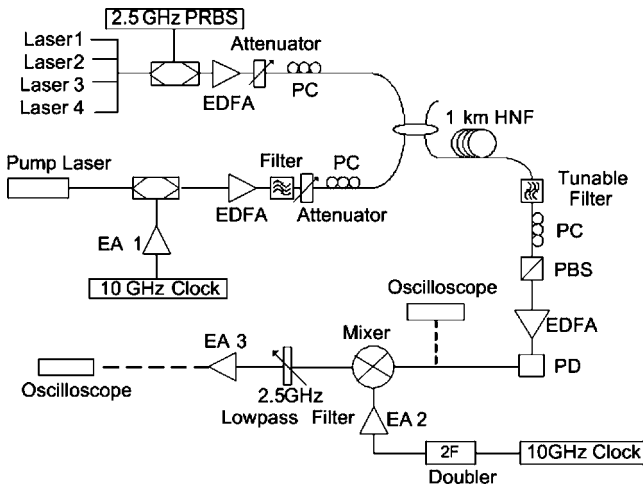 2.5 GHz PRBS
Laser 1
Laser2
Laser 3
Laser 4
Attenuator
EDFA
PC
1 km HNF
Pump Laser
Filter
PC
EDFA
Attenuator
Tunable
Filter
EA 1
PC
10 GHz Clock
PBS
Oscilloscope
EDFA
Mixer
EA 3
PD
Oscilloscope
2.5GHz
Lowpass Filter
EA 2
2F
10GHz Clock
Doubler